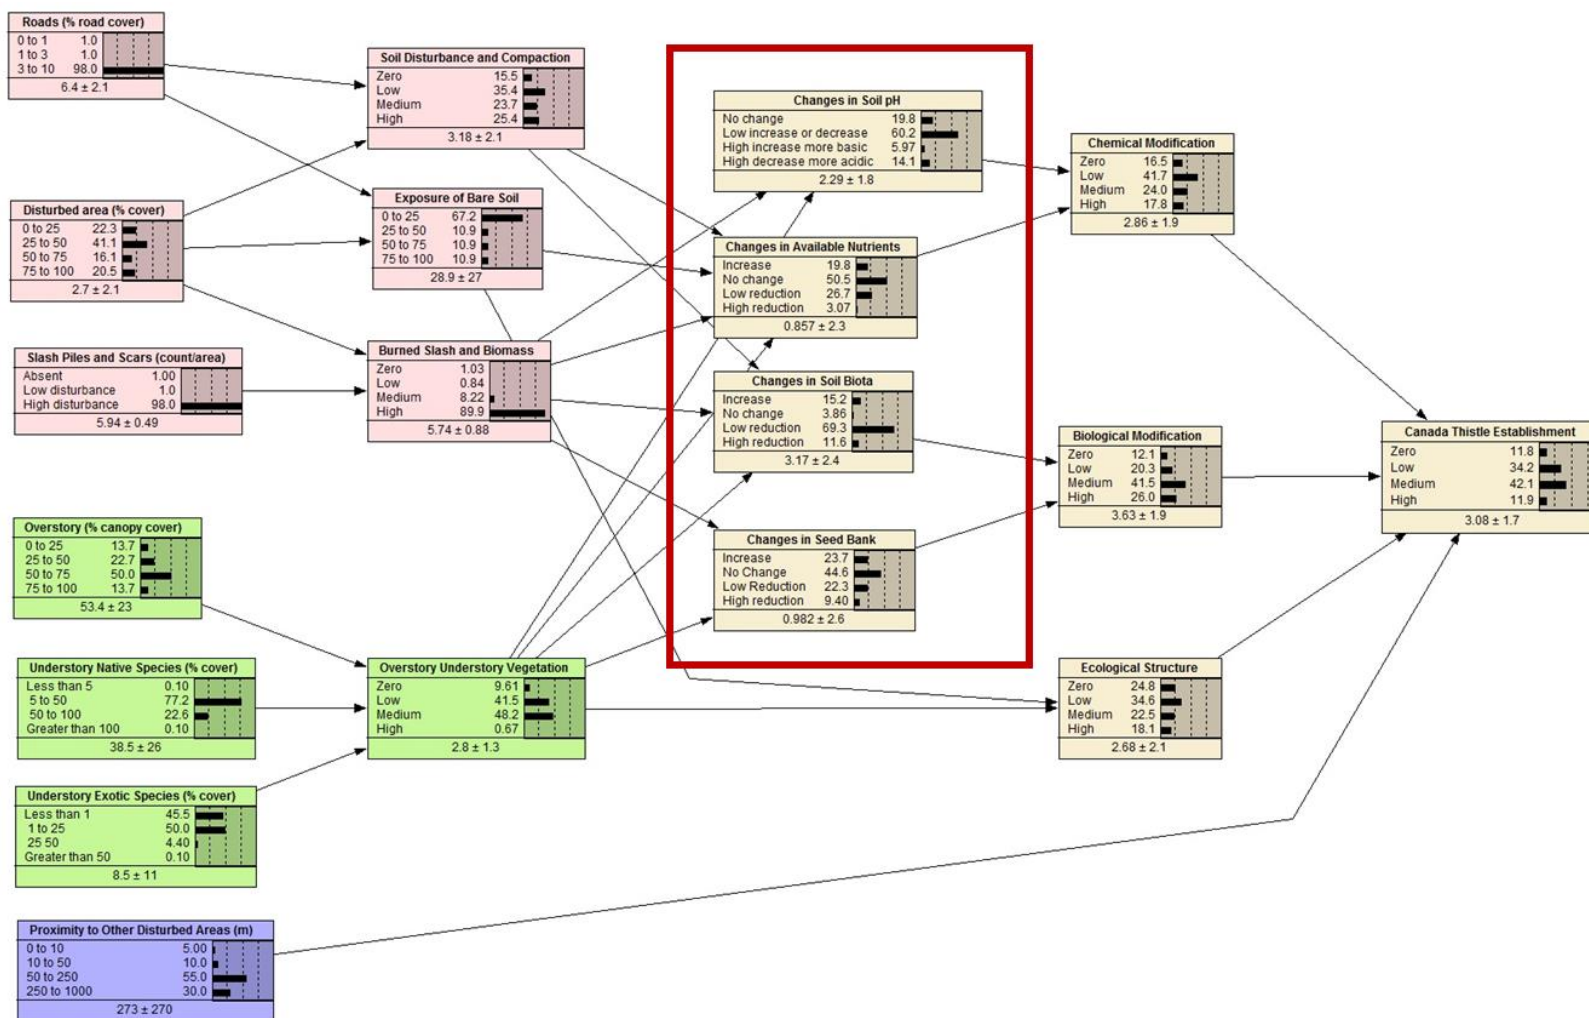 Roads (% road cover)
0 to 1 1.0
1 to 3 1.0
3 to 10 98.0
6.4 ± 2.1
Disturbed area (% cover)
0 to 25 22.3
25 to 50 41.1
50 to 75 16.1
75 to 100 20.5
2.7 ± 2.1
Slash Piles and Scars (count/area)
Absent 1.00
Low disturbance 1.0
High disturbance 98.0
5.94 ± 0.49
Overstory (% canopy cover)
0 to 25 13.7
25 to 50 22.7
50 to 75 50.0
75 to 100 13.7
53.4 ± 23
Understory Native Species (% cover)
Less than 5 0.10
5 to 50 77.2
50 to 100 22.6
Greater than 100 0.10
38.5 ± 26
Understory Exotic Species (% cover)
Less than 1 45.5
1 to 25 50.0
25 50 4.40
Greater than 50 0.10
8.5 ± 11
Proximity to Other Disturbed Areas (m)
0 to 10 5.00
10 to 50 10.0
50 to 250 55.0
250 to 1000 30.0
273 ± 270
Soil Disturbance and Compaction
Zero 15.5
Low 35.4
Medium 23.7
High 25.4
3.18 ± 2.1
Exposure of Bare Soil
0 to 25 67.2
25 to 50 10.9
50 to 75 10.9
75 to 100 10.9
28.9 ± 27
Burned Slash and Biomass
Zero 1.03
Low 0.84
Medium 8.22
High 89.9
5.74 ± 0.88
Overstory Understory Vegetation
Zero 9.61
Low 41.5
Medium 48.2
High 0.67
2.8 ± 1.3
Changes in Soil pH
No change 19.8
Low increase or decrease 60.2
High increase more basic 5.97
High decrease more acidic 14.1
2.29 ± 1.8
Changes in Available Nutrients
Increase 19.8
No change 50.5
Low reduction 26.7
High reduction 3.07
0.857 ± 2.3
Changes in Soil Biota
Increase 15.2
No change 3.86
Low reduction 69.3
High reduction 11.6
3.17 ± 2.4
Changes in Seed Bank
Increase 23.7
No Change 44.6
Low Reduction 22.3
High reduction 9.40
0.982 ± 2.6
Chemical Modification
Zero 16.5
Low 41.7
Medium 24.0
High 17.8
2.86 ± 1.9
Biological Modification
Zero 12.1
Low 20.3
Medium 41.5
High 26.0
3.63 ± 1.9
Ecological Structure
Zero 24.8
Low 34.6
Medium 22.5
High 18.1
2.68 ± 2.1
Canada Thistle Establishment
Zero 11.8
Low 34.2
Medium 42.1
High 11.9
3.08 ± 1.7